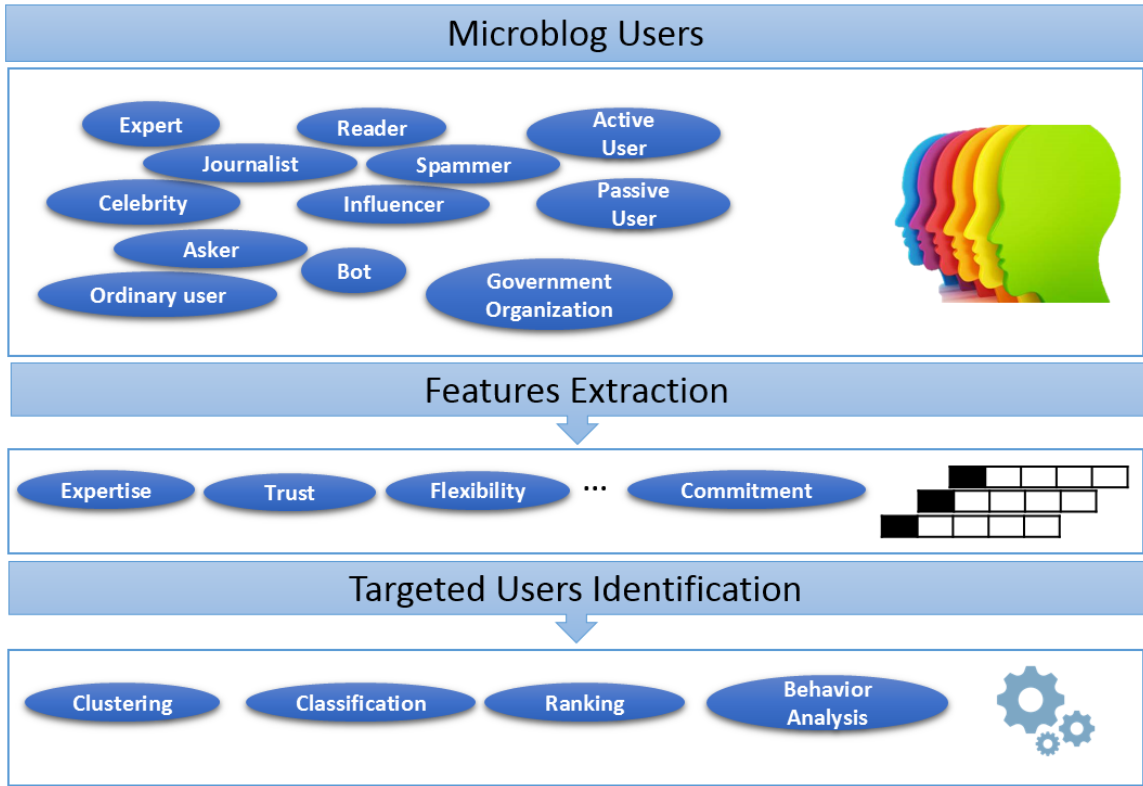 Microblog Users
Expert
Reader
Active
User
Journalist
Spammer
Celebrity
Influencer
Passive
User
Asker
Bot
Ordinary user
Government
Organization
Features Extraction
Expertise
Trust
Flexibility
...
Commitment
Targeted Users Identification
Clustering
Classification
Ranking
Behavior
Analysis